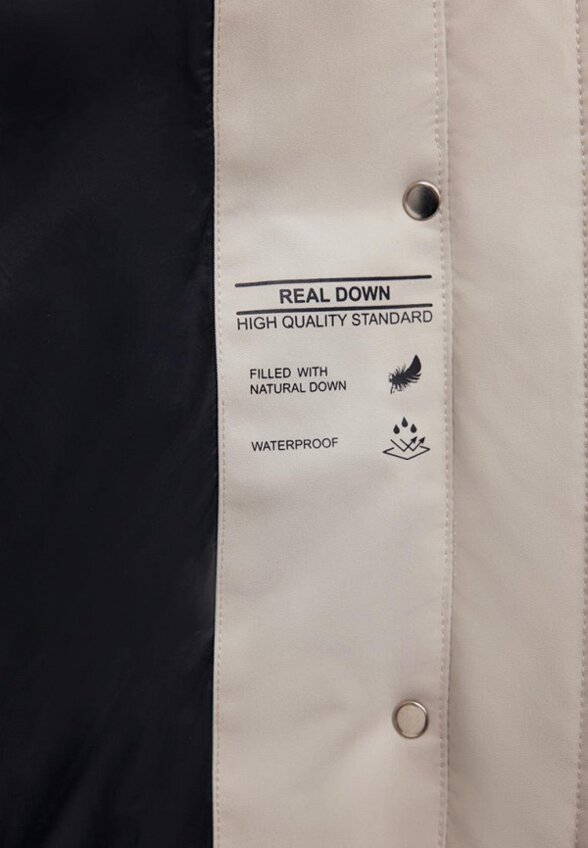 REAL DOWN
HIGH QUALITY STANDARD
FILLED WITH
NATURAL DOWN
WATERPROOF